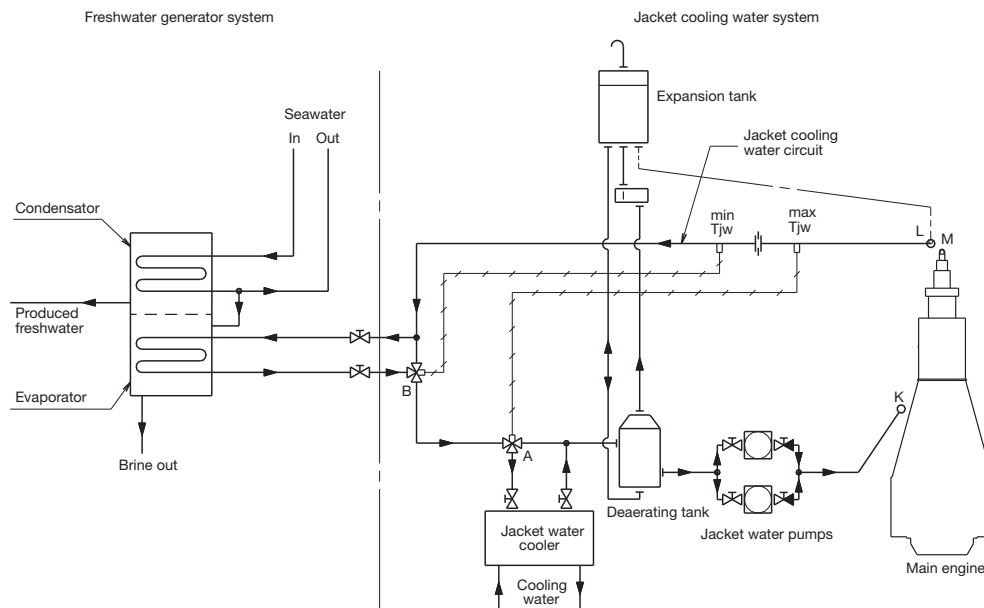 Freshwater generator system
Jacket cooling water system
Expansion tank
Seawater
In Out
Jacket cooling
water circuit
Condensator
min
Tjw
max
Tjw
L M
Produced
freshwater
B
Evaporator
K
A
Brine out
Deaerating tank
Jacket water
cooler
Jacket water pumps
Main engine
Cooling
water